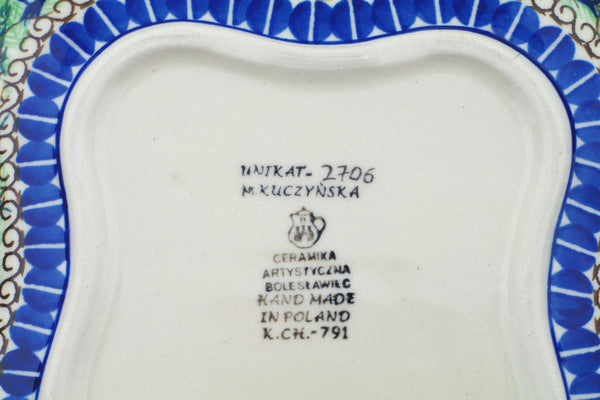 UNIKAT- 2706
M.KUCZYŃSKA
CERAMIKA
ARTYSTYCZNA
BOLESŁAWIEC
HAND MADE
IN POLAND
K.CH.-791